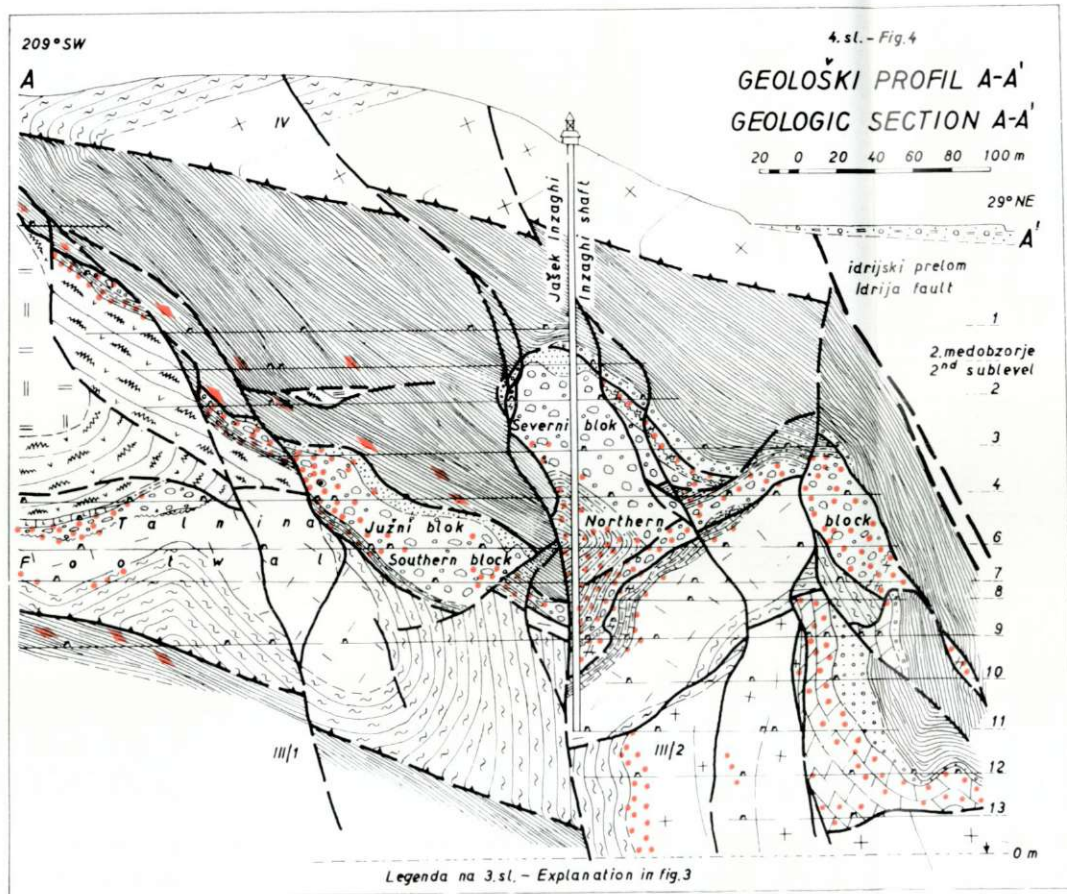 209° SW
A
4. sl. - Fig. 4
GEOLOŠKI PROFIL A-A'
GEOLOGIC SECTION A-A'
20 0 20 40 60 80 100 m
29° NE
A'
IV
Jašek Inzaghi
Inzaghi shaft
idrijski prelom
Idrija fault
1
2. medobzorje
2nd sublevel
2
Severni blok
3
4
Talnina
Južni blok
Northern block
6
Footwall
Southern block
7
8
9
10
11
III/1
III/2
12
13
0 m
Legenda na 3. sl. - Explanation in fig. 3